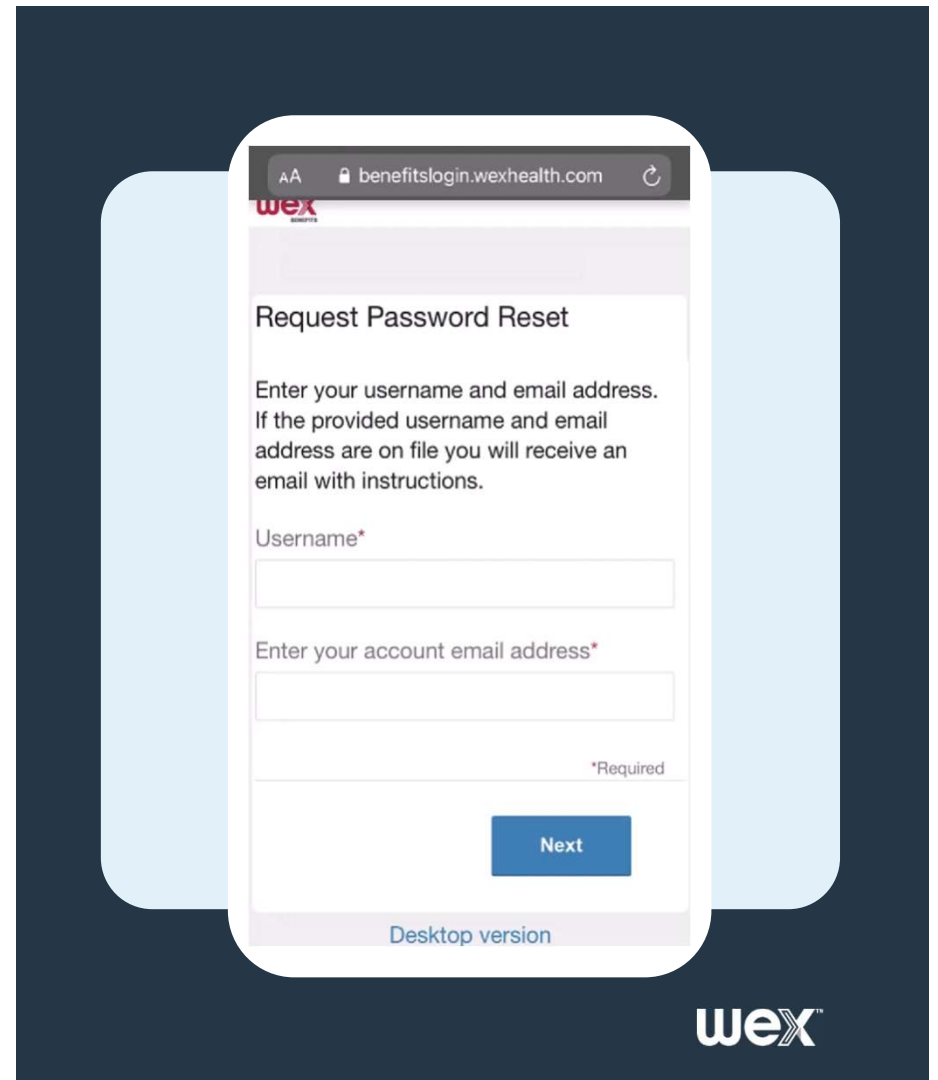 AA benefitslogin.wexhealth.com
wex
BENEFITS
Request Password Reset
Enter your username and email address.
If the provided username and email
address are on file you will receive an
email with instructions.
Username*
Enter your account email address*
*Required
Next
Desktop version
wex™